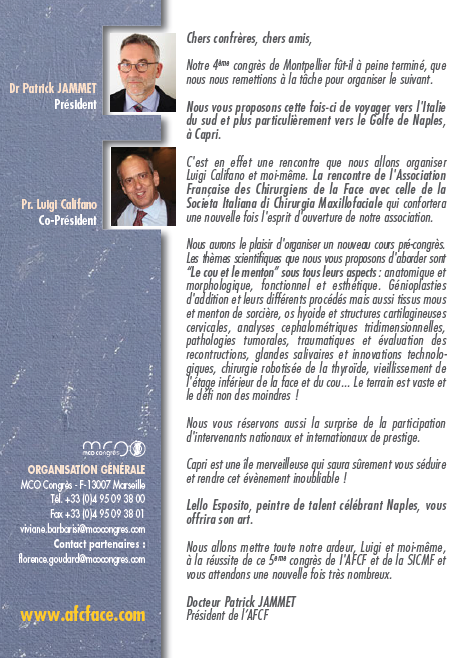 Dr Patrick JAMMET
Président
Pr. Luigi Califano
Co-Président
mco congrès
ORGANISATION GÉNÉRALE
MCO Congrès - F-13007 Marseille
Tél. +33 (0)4 95 09 38 00
Fax +33 (0)4 95 09 38 01
viviane.barbarisi@mcocongres.com
Contact partenaires :
florence.goudard@mcocongres.com
www.afcface.com
Chers confrères, chers amis,
Notre 4ème congrès de Montpellier fût-il à peine terminé, que
nous nous remettions à la tâche pour organiser le suivant.
Nous vous proposons cette fois-ci de voyager vers l'Italie
du sud et plus particulièrement vers le Golfe de Naples,
à Capri.
C'est en effet une rencontre que nous allons organiser
Luigi Califano et moi-même. La rencontre de l'Association
Française des Chirurgiens de la Face avec celle de la
Societa Italiana di Chirurgia Maxillofaciale qui confortera
une nouvelle fois l'esprit d'ouverture de notre association.
Nous aurons le plaisir d'organiser un nouveau cours pré-congrès.
Les thèmes scientifiques que nous vous proposons d'aborder sont
"Le cou et le menton" sous tous leurs aspects : anatomique et
morphologique, fonctionnel et esthétique. Génioplasties
d'addition et leurs différents procédés mais aussi tissus mous
et menton de sorcière, os hyoide et structures cartilagineuses
cervicales, analyses cephalométriques tridimensionnelles,
pathologies tumorales, traumatiques et évaluation des
recontructions, glandes salivaires et innovations technolo-
giques, chirurgie robotisée de la thyroïde, vieillissement de
l'étage inférieur de la face et du cou... Le terrain est vaste et
le défi non des moindres !
Nous vous réservons aussi la surprise de la participation
d'intervenants nationaux et internationaux de prestige.
Capri est une île merveilleuse qui saura sûrement vous séduire
et rendre cet évènement inoubliable !
Lello Esposito, peintre de talent célébrant Naples, vous
offrira son art.
Nous allons mettre toute notre ardeur, Luigi et moi-même,
à la réussite de ce 5ème congrès de l'AFCF et de la SICMF et
vous attendons une nouvelle fois très nombreux.
Docteur Patrick JAMMET
Président de l'AFCF